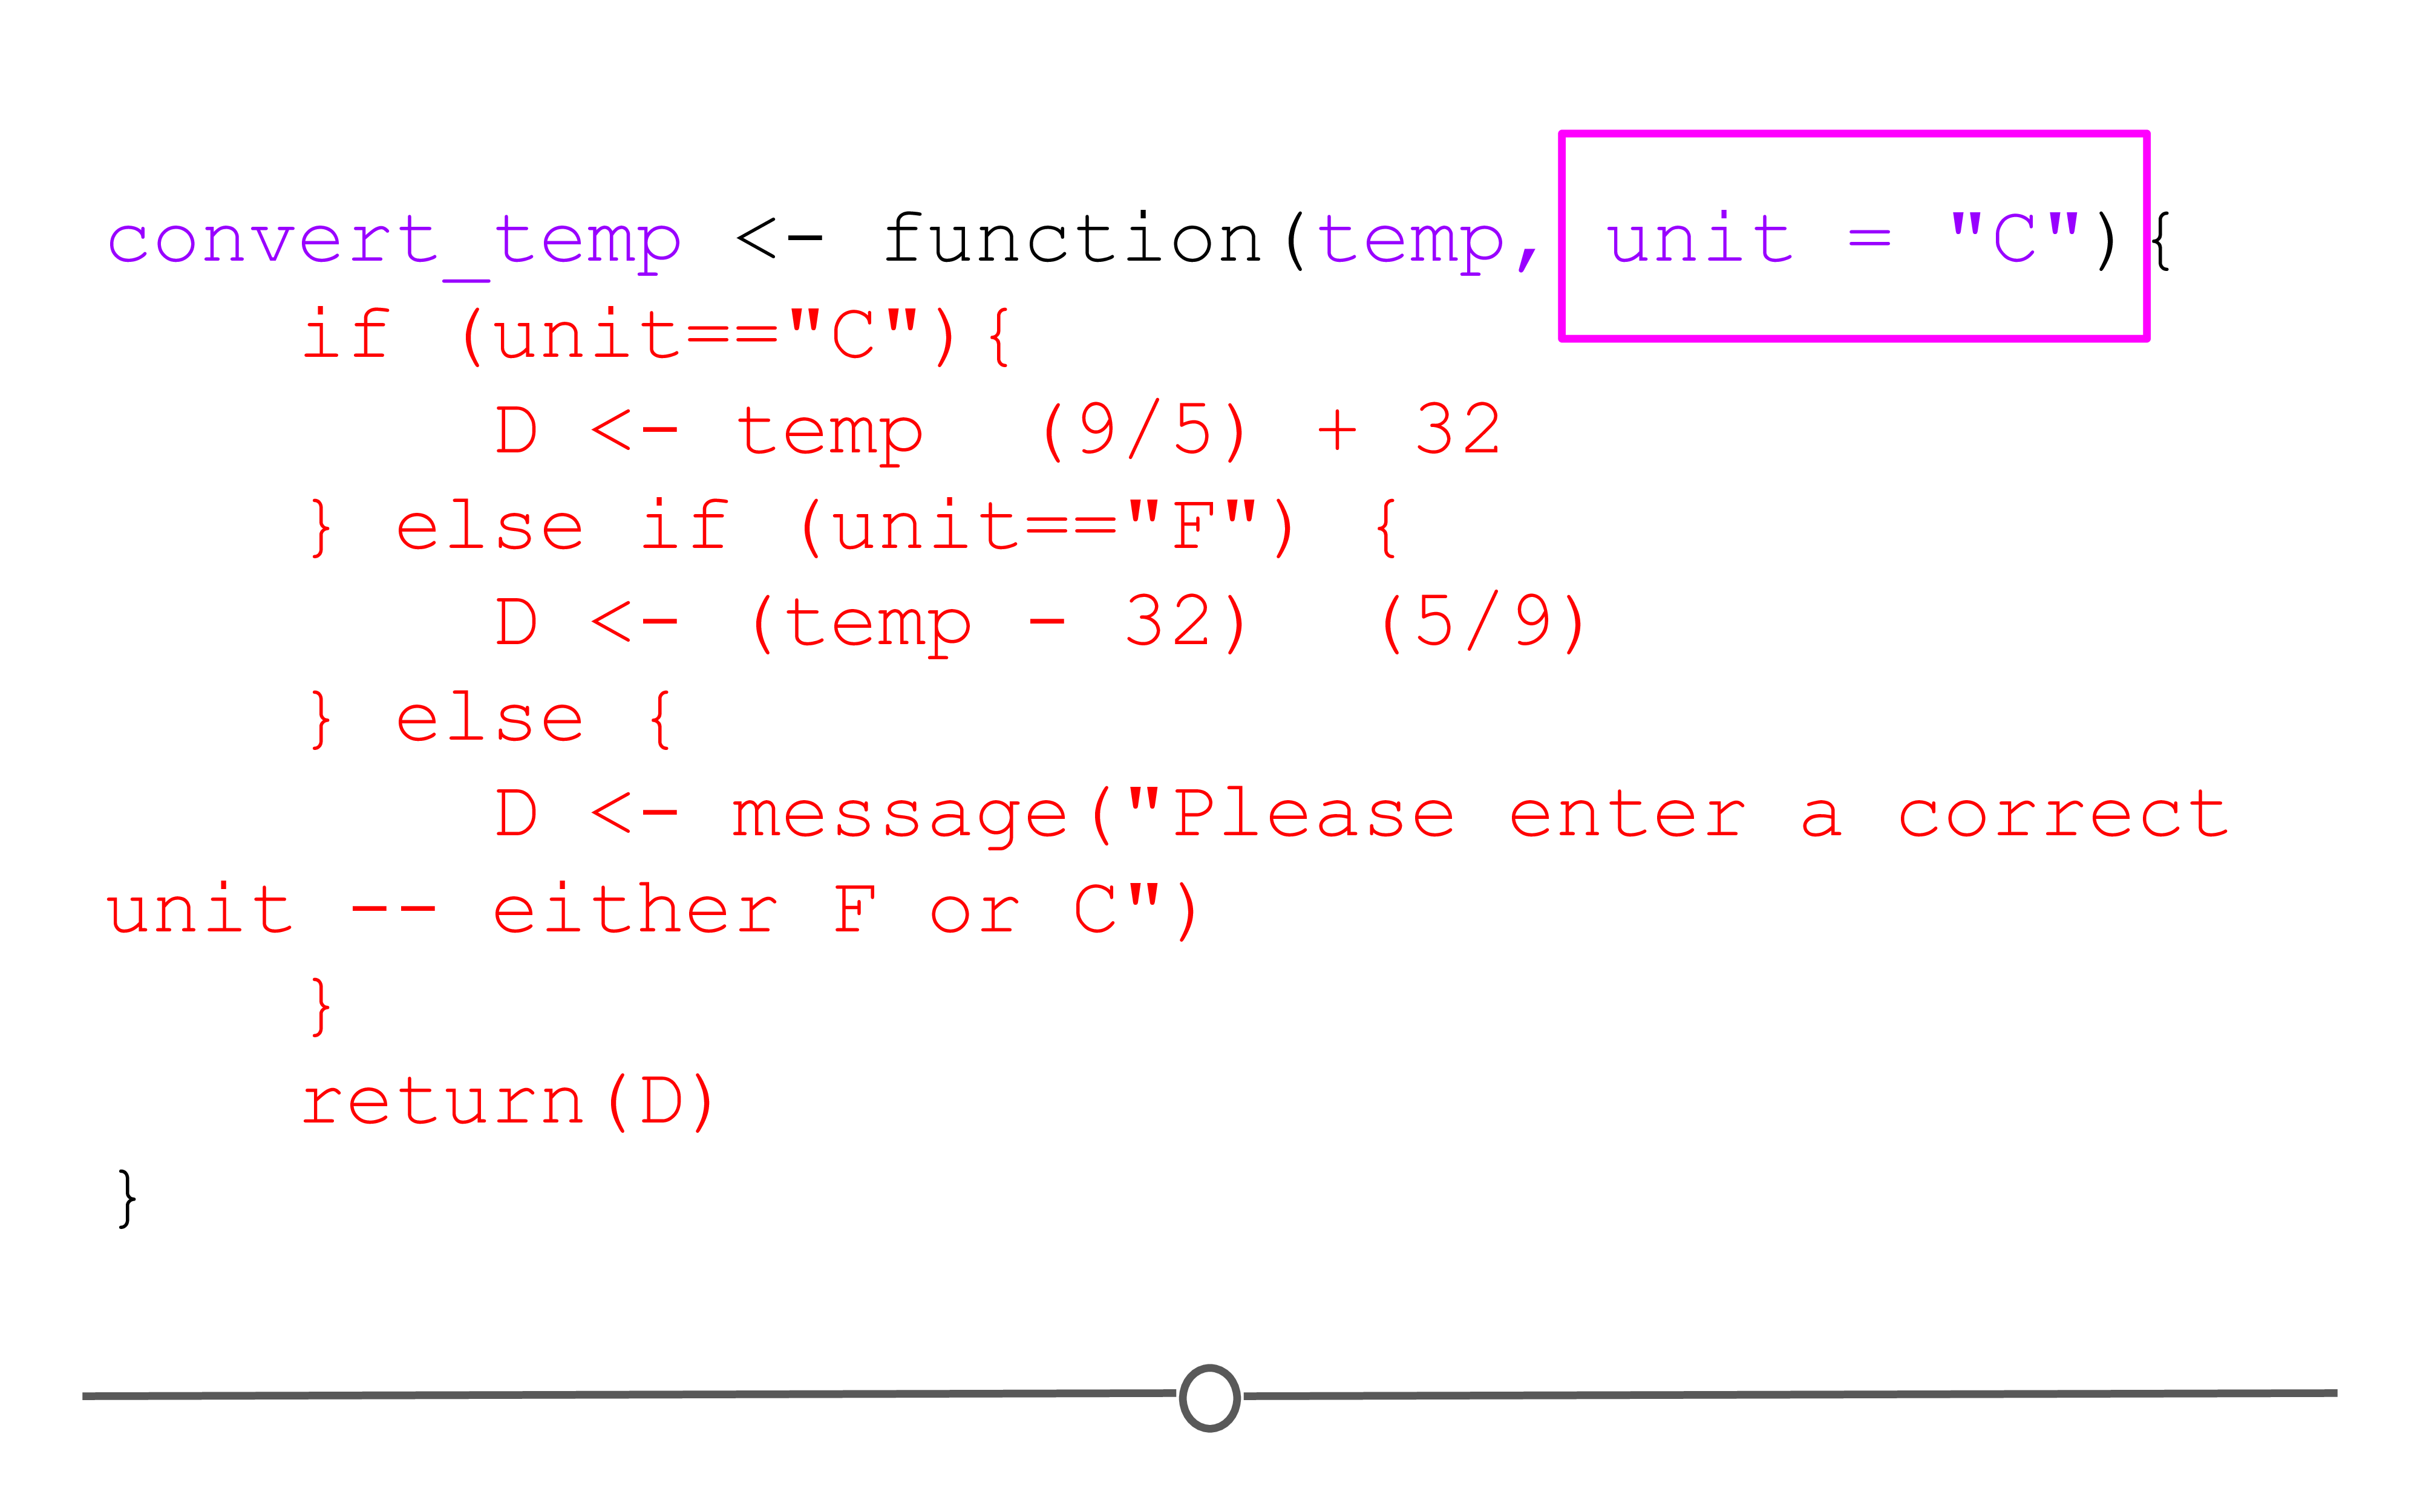 convert_temp <- function(temp, unit = "C"){
if (unit=="C"){
D <- temp  (9/5) + 32
} else if (unit=="F") {
D <- (temp - 32)  (5/9)
} else {
D <- message("Please enter a correct
unit -- either F or C")
}
return(D)
}